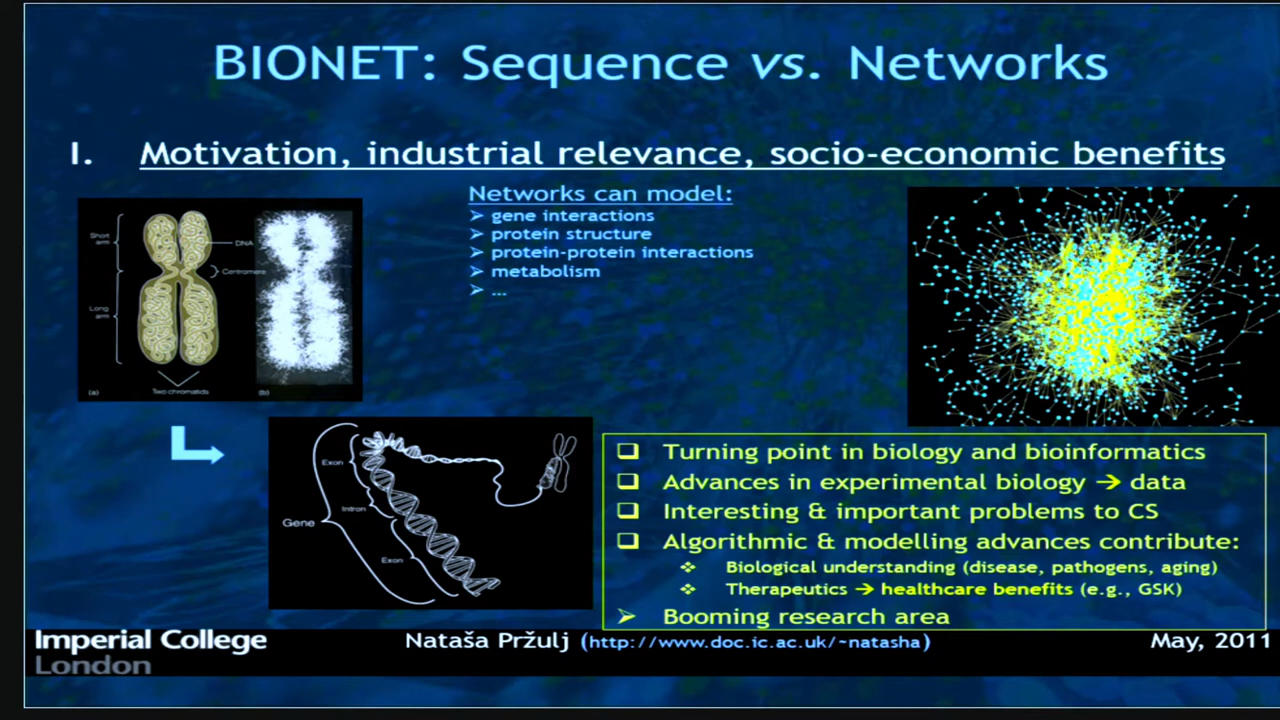 BIONET: Sequence vs. Networks
I. Motivation, industrial relevance, socio-economic benefits
Networks can model:
➢ gene interactions
➢ protein structure
➢ protein-protein interactions
➢ metabolism
➢ ...
Short arm
DNA
Centromere
Long arm
Two chromatids
(a)
(b)
Exon
Intron
Gene
Exon
❑ Turning point in biology and bioinformatics
❑ Advances in experimental biology → data
❑ Interesting & important problems to CS
❑ Algorithmic & modelling advances contribute:
❖ Biological understanding (disease, pathogens, aging)
❖ Therapeutics → healthcare benefits (e.g., GSK)
➢ Booming research area
Imperial College
London
Nataša Pržulj (http://www.doc.ic.ac.uk/~natasha)
May, 2011